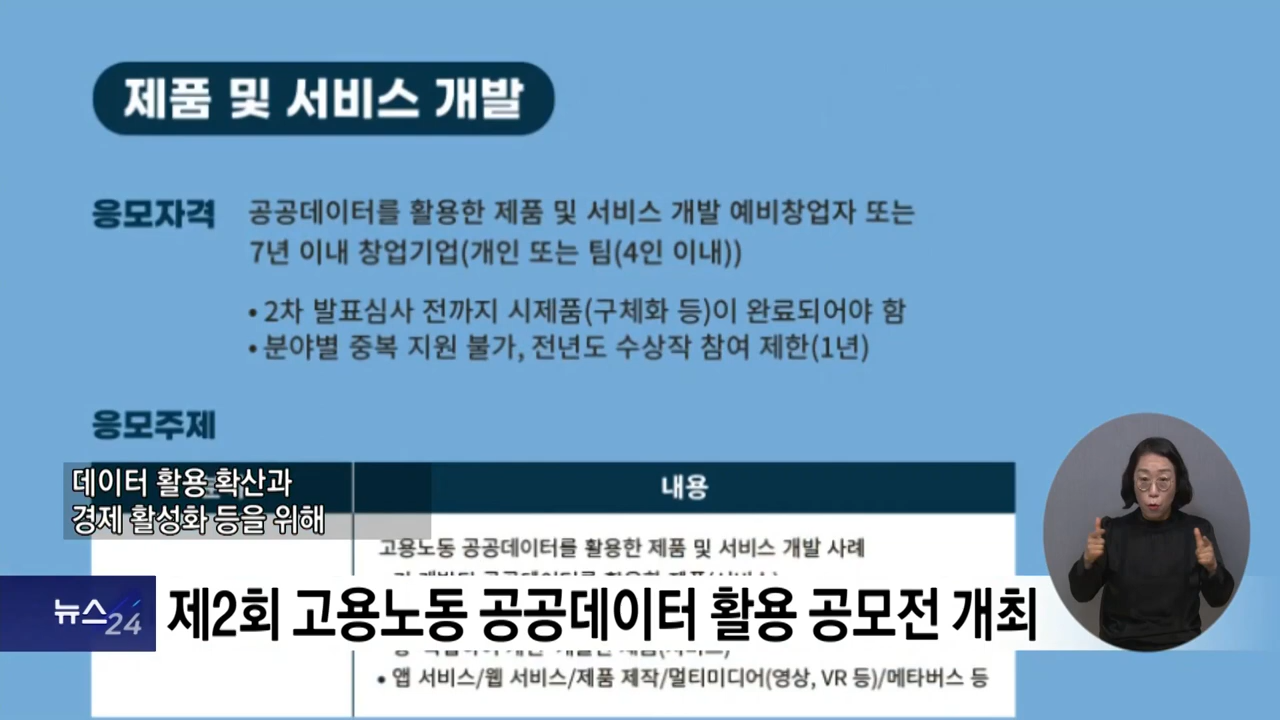 제품 및 서비스 개발
응모자격
공공데이터를 활용한 제품 및 서비스 개발 예비창업자 또는
7년 이내 창업기업(개인 또는 팀(4인 이내))
• 2차 발표심사 전까지 시제품(구체화 등)이 완료되어야 함
• 분야별 중복 지원 불가, 전년도 수상작 참여 제한(1년)
응모주제
내용
데이터 활용 확산과
경제 활성화 등을 위해
고용노동 공공데이터를 활용한 제품 및 서비스 개발 사례
뉴스24
제2회 고용노동 공공데이터 활용 공모전 개최
• 앱 서비스/웹 서비스/제품 제작/멀티미디어(영상, VR 등)/메타버스 등